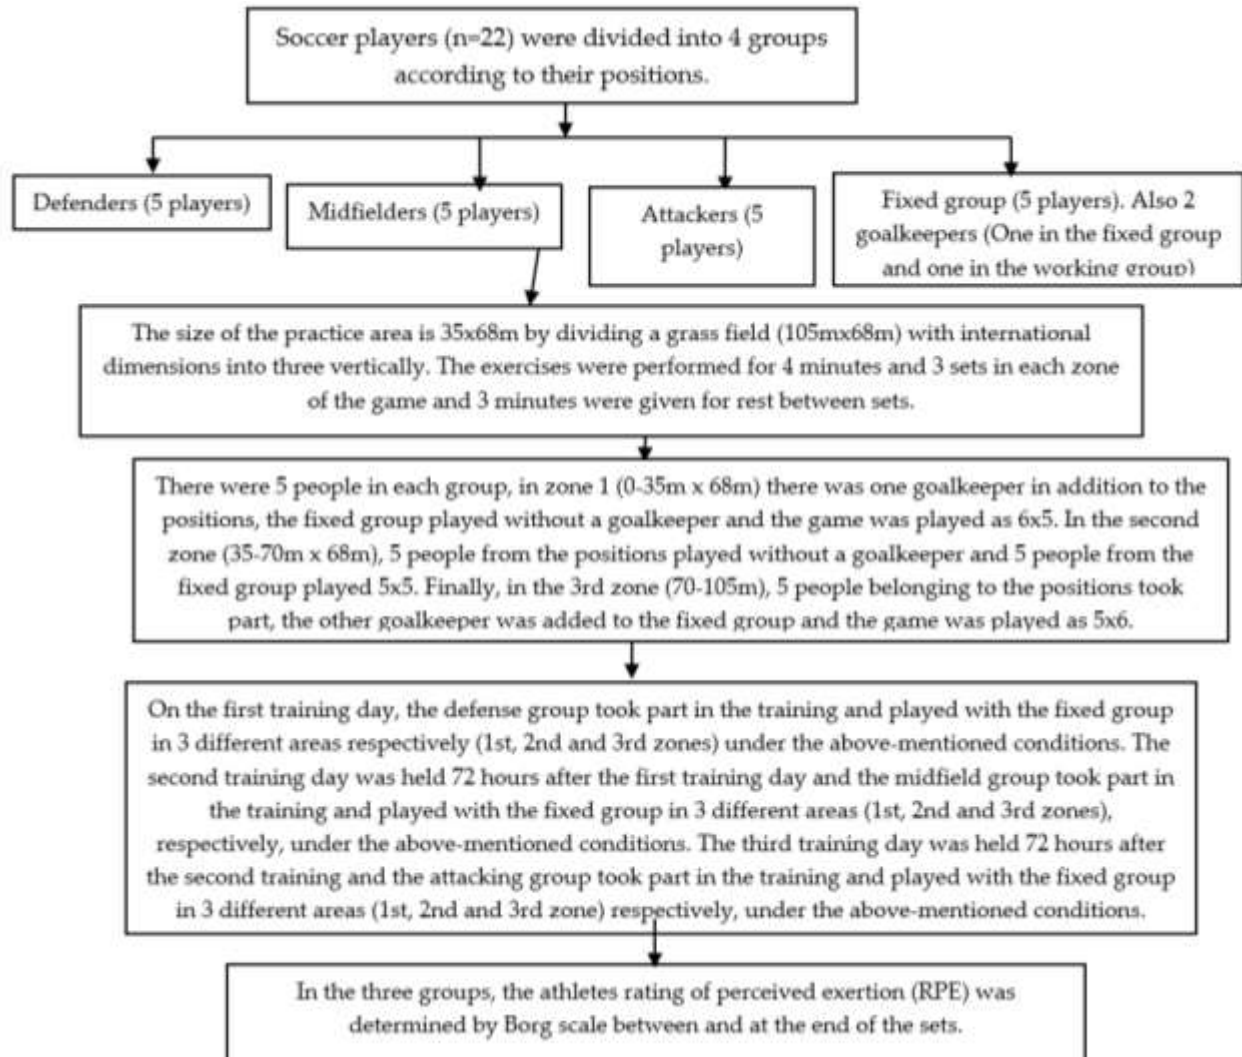 Soccer players (n=22) were divided into 4 groups
according to their positions.
Defenders (5 players)
Midfielders (5 players)
Attackers (5
players)
Fixed group (5 players). Also 2
goalkeepers (One in the fixed group
and one in the working group)
The size of the practice area is 35x68m by dividing a grass field (105mx68m) with international
dimensions into three vertically. The exercises were performed for 4 minutes and 3 sets in each zone
of the game and 3 minutes were given for rest between sets.
There were 5 people in each group, in zone 1 (0-35m x 68m) there was one goalkeeper in addition to the
positions, the fixed group played without a goalkeeper and the game was played as 6x5. In the second
zone (35-70m x 68m), 5 people from the positions played without a goalkeeper and 5 people from the
fixed group played 5x5. Finally, in the 3rd zone (70-105m), 5 people belonging to the positions took
part, the other goalkeeper was added to the fixed group and the game was played as 5x6.
On the first training day, the defense group took part in the training and played with the fixed group
in 3 different areas respectively (1st, 2nd and 3rd zones) under the above-mentioned conditions. The
second training day was held 72 hours after the first training day and the midfield group took part in
the training and played with the fixed group in 3 different areas (1st, 2nd and 3rd zones),
respectively, under the above-mentioned conditions. The third training day was held 72 hours after
the second training and the attacking group took part in the training and played with the fixed group
in 3 different areas (1st, 2nd and 3rd zone) respectively, under the above-mentioned conditions.
In the three groups, the athletes rating of perceived exertion (RPE) was
determined by Borg scale between and at the end of the sets.